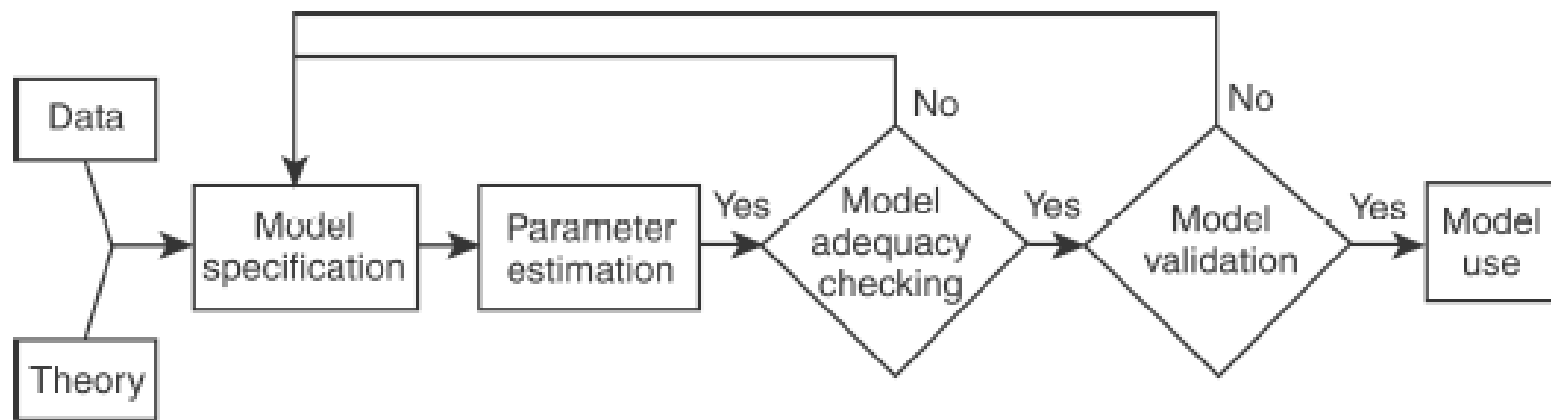 Data
Theory
Model
specification
Parameter
estimation
Yes
Model
adequacy
checking
No
Yes
Model
validation
No
Yes
Model
use